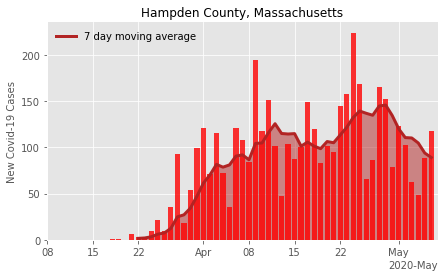 Hampden County, Massachusetts
7 day moving average
New Covid-19 Cases
200
150
100
50
0
08 15 22 Apr 08 15 22 May
2020-May